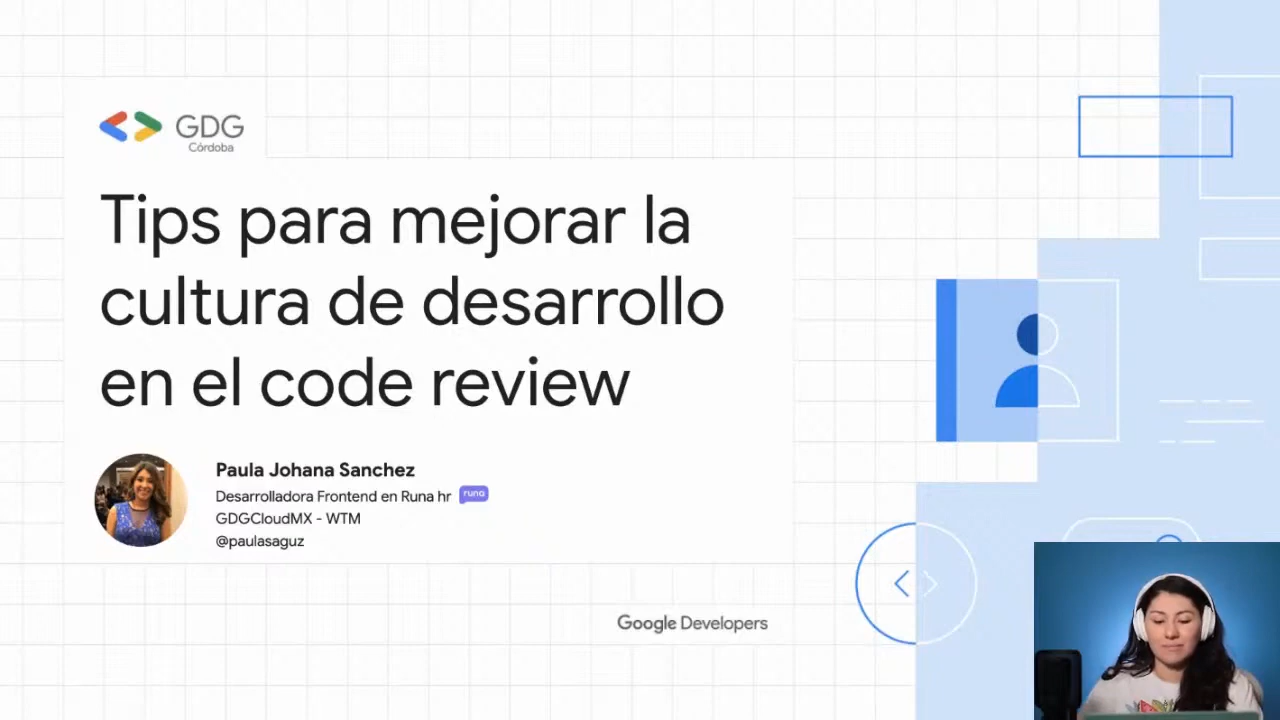 GDG
Córdoba
Tips para mejorar la
cultura de desarrollo
en el code review
Paula Johana Sanchez
Desarrolladora Frontend en Runa hr runa
GDGCloudMX - WTM
@paulasaguz
Google Developers